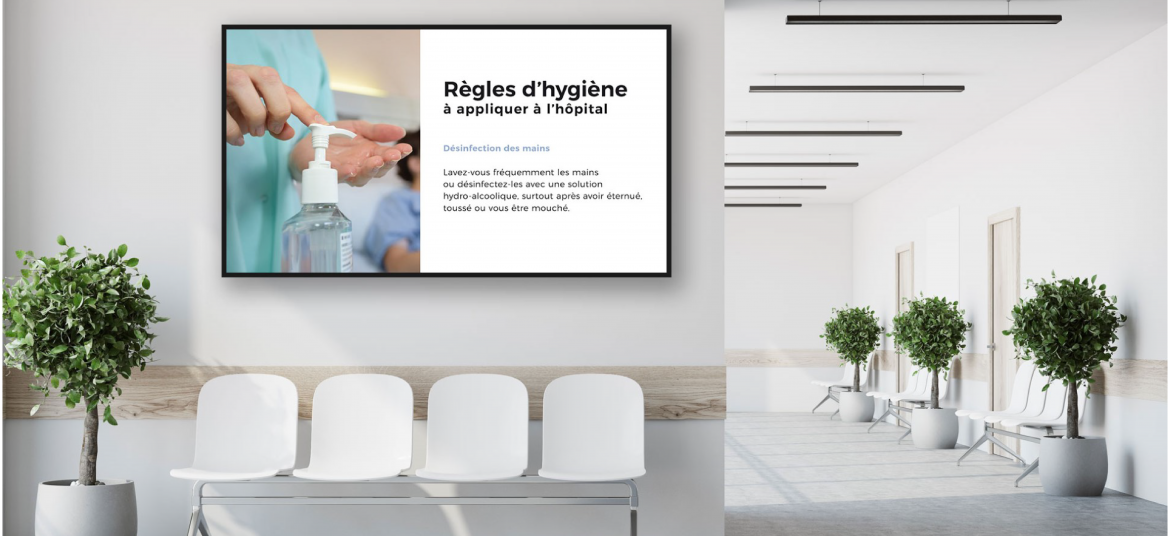 Règles d'hygiène
à appliquer à l'hôpital
Désinfection des mains
Lavez-vous fréquemment les mains
ou désinfectez-les avec une solution
hydro-alcoolique, surtout après avoir éternué,
toussé ou vous être mouché.